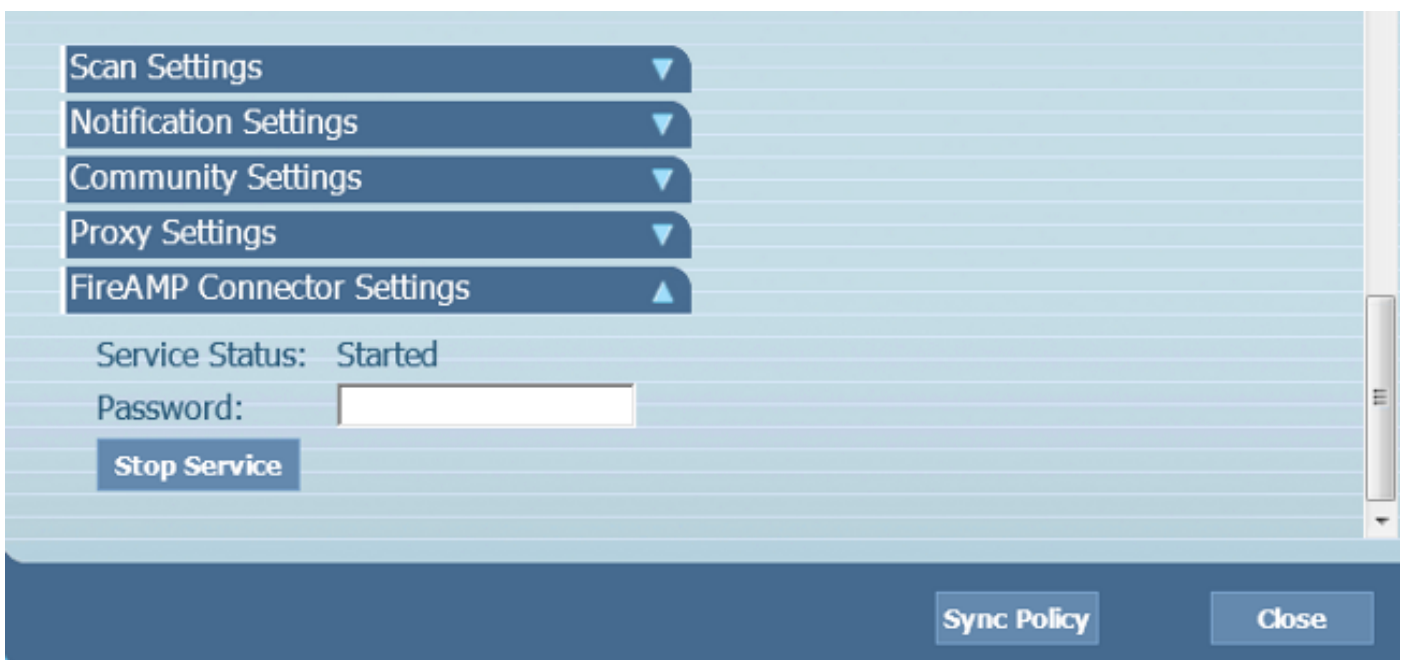 Scan Settings
Notification Settings
Community Settings
Proxy Settings
FireAMP Connector Settings
Service Status: Started
Password:
Stop Service
Sync Policy Close